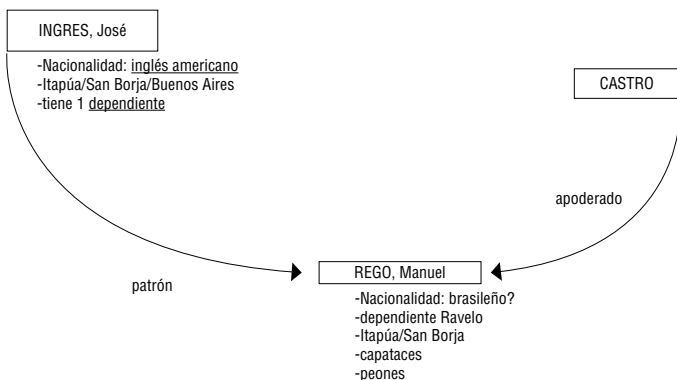 INGRES, José
-Nacionalidad: inglés americano
-Itapúa/San Borja/Buenos Aires
-tiene 1 dependiente
CASTRO
apoderado
patrón
REGO, Manuel
-Nacionalidad: brasileño?
-dependiente Ravelo
-Itapúa/San Borja
-capataces
-peones